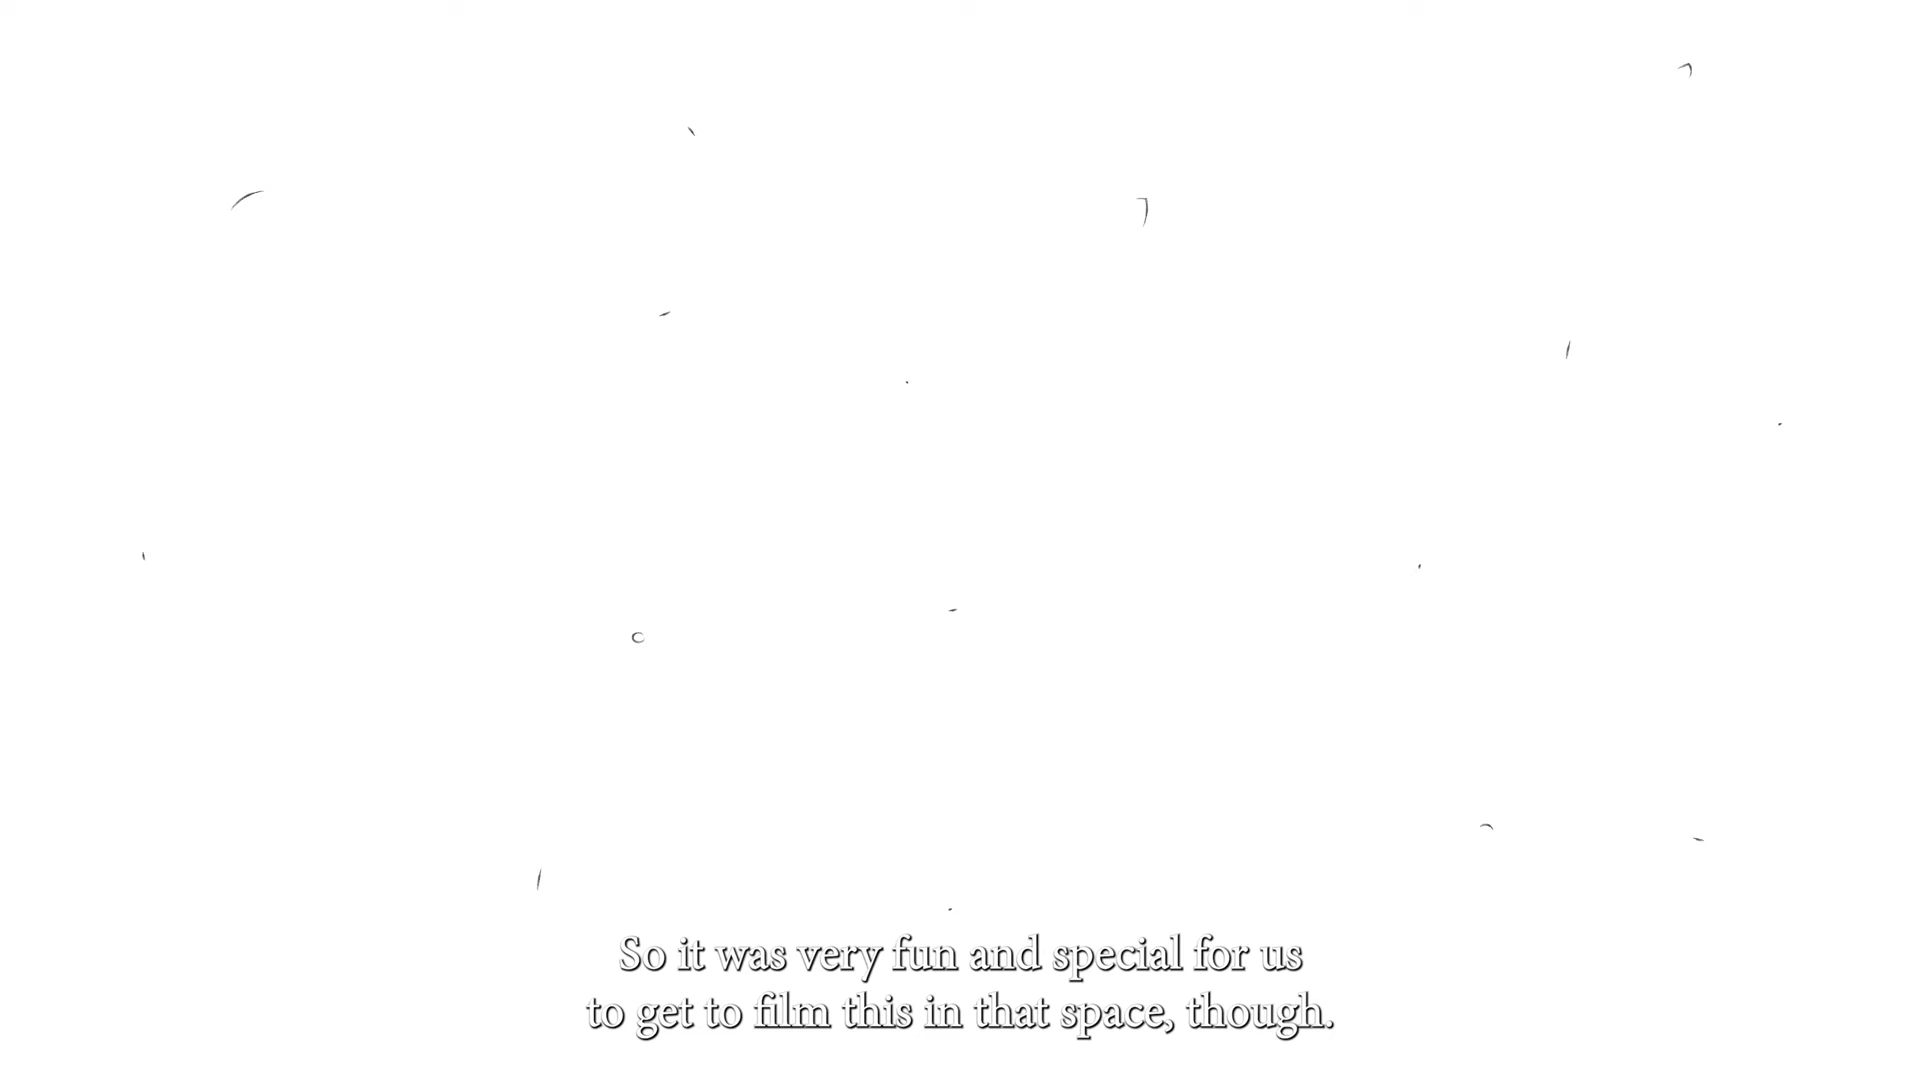 So it was very fun and special for us
to get to film this in that space, though.